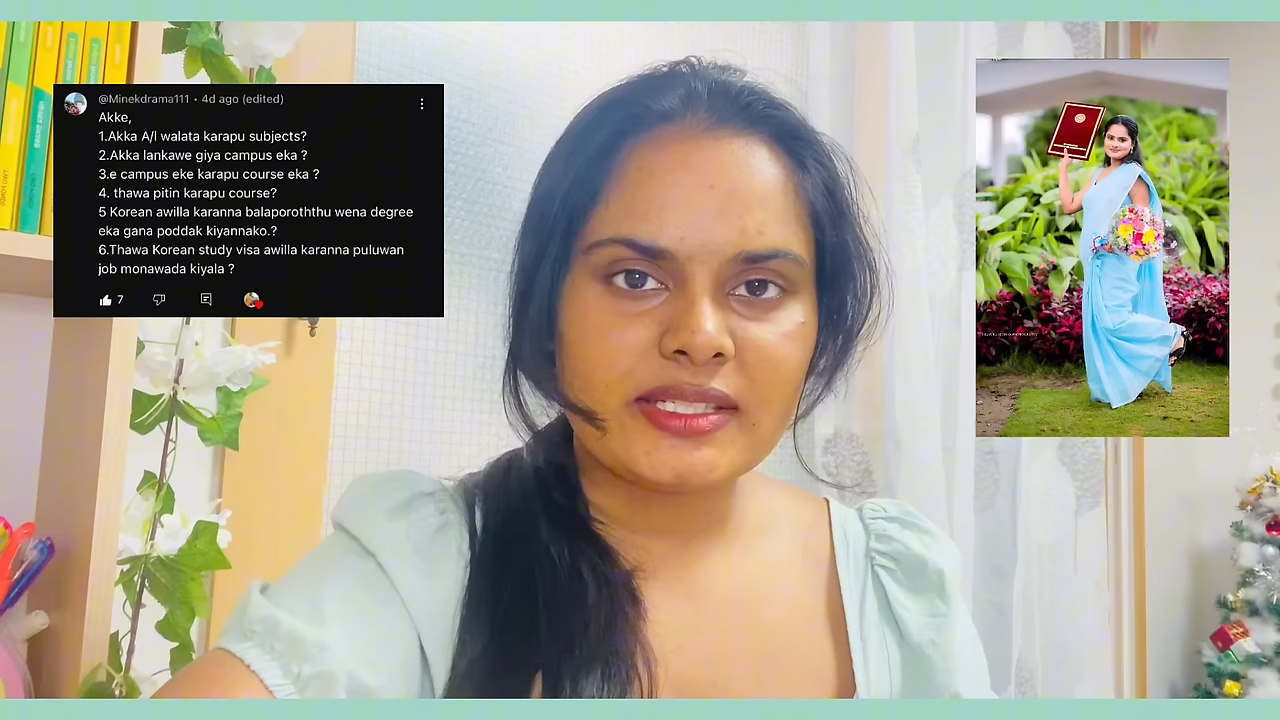 @Minekdrama111 · 4d ago (edited)
Akke,
1.Akka A/l walata karapu subjects?
2.Akka lankawe giya campus eka ?
3.e campus eke karapu course eka ?
4. thawa pitin karapu course?
5 Korean awilla karanna balaporoththu wena degree
eka gana poddak kiyannako.?
6.Thawa Korean study visa awilla karanna puluwan
job monawada kiyala ?
7